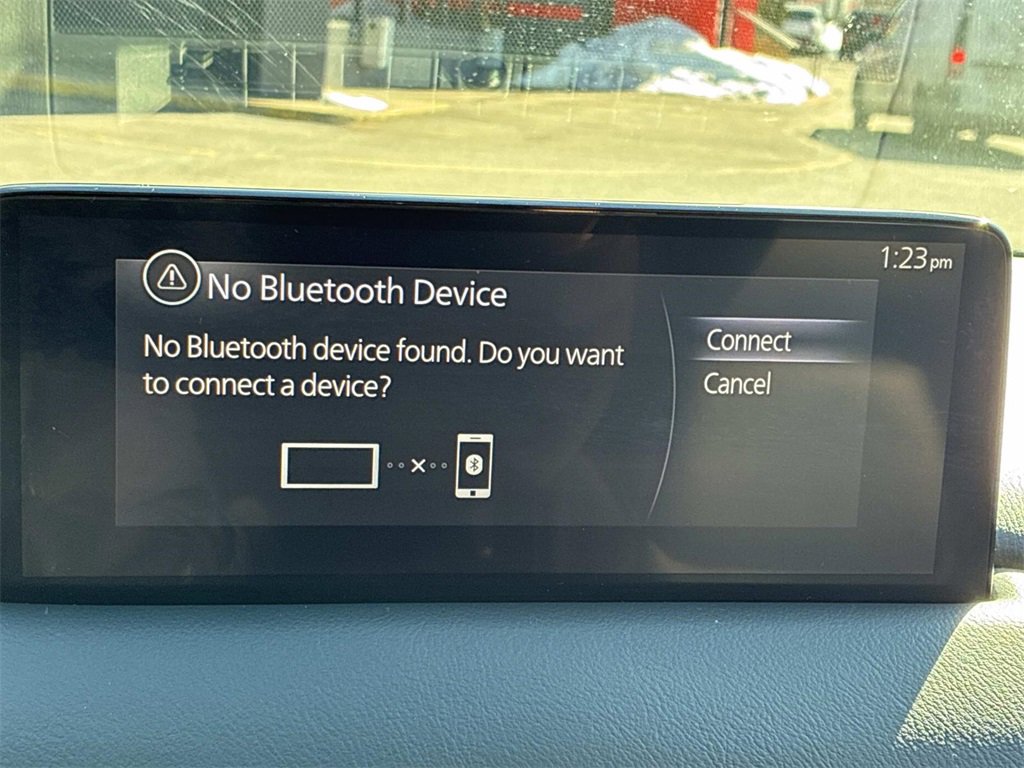 1:23pm
No Bluetooth Device
No Bluetooth device found. Do you want
to connect a device?
Connect
Cancel